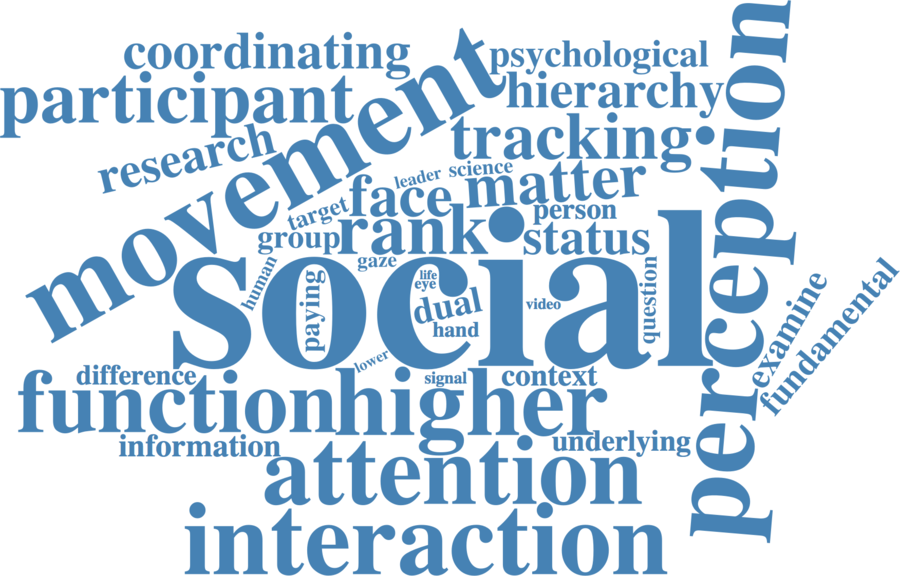 coordinating
psychological
participant
hierarchy
movement
tracking
perception
research
leader
science
face
matter
target
person
group
rank
status
human
gaze
social
life
eye
paying
dual
hand
video
question
examine
fundamental
lower
difference
signal
context
function
higher
information
underlying
attention
interaction